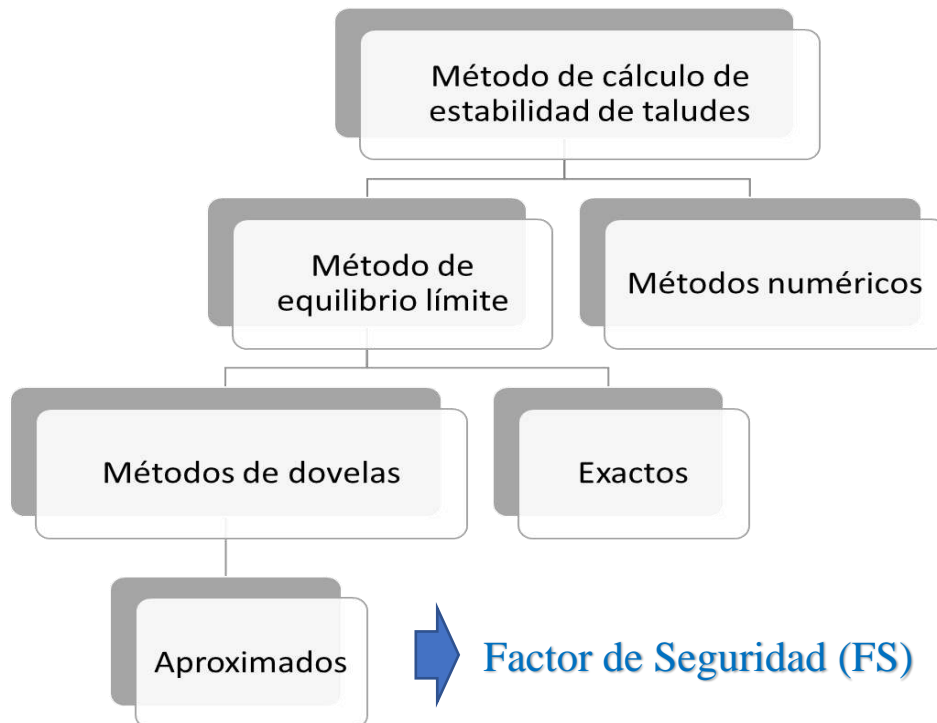 Método de cálculo de
estabilidad de taludes
Método de
equilibrio límite
Métodos numéricos
Métodos de dovelas
Exactos
Aproximados
Factor de Seguridad (FS)